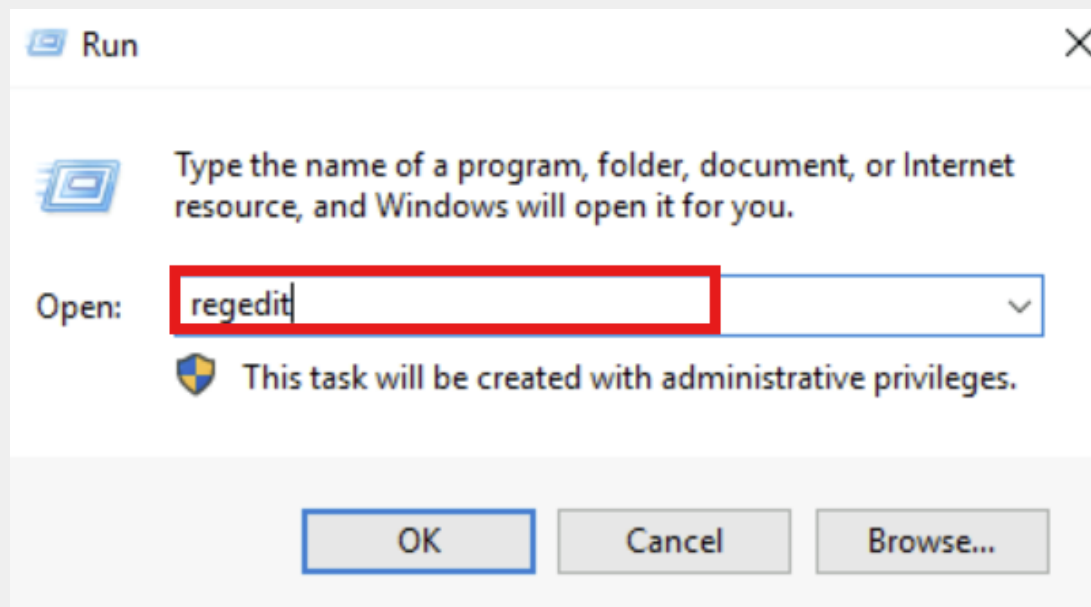 Run
Type the name of a program, folder, document, or Internet
resource, and Windows will open it for you.
Open: regedit
This task will be created with administrative privileges.
OK Cancel Browse...